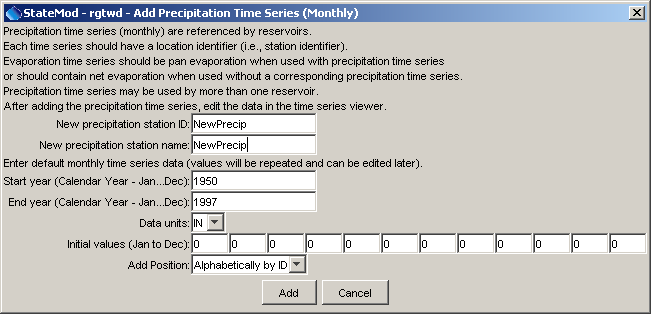 StateMod - rgtwd - Add Precipitation Time Series (Monthly)
Precipitation time series (monthly) are referenced by reservoirs.
Each time series should have a location identifier (i.e., station identifier).
Evaporation time series should be pan evaporation when used with precipitation time series
or should contain net evaporation when used without a corresponding precipitation time series.
Precipitation time series may be used by more than one reservoir.
After adding the precipitation time series, edit the data in the time series viewer.
New precipitation station ID: NewPrecip
New precipitation station name: NewPrecip
Enter default monthly time series data (values will be repeated and can be edited later).
Start year (Calendar Year - Jan...Dec): 1950
End year (Calendar Year - Jan...Dec): 1997
Data units: IN
Initial values (Jan to Dec): 0 0 0 0 0 0 0 0 0 0 0 0
Add Position: Alphabetically by ID
Add Cancel